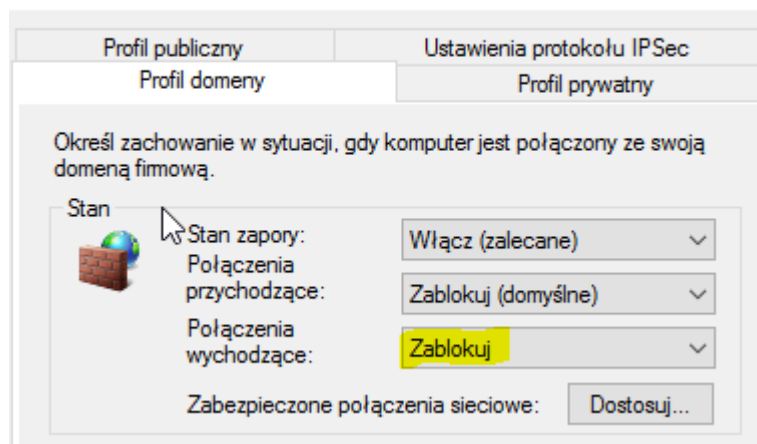 Profil publiczny
Ustawienia protokołu IPSec
Profil domeny
Profil prywatny
Określ zachowanie w sytuacji, gdy komputer jest połączony ze swoją
domeną firmową.
Stan
Stan zapory:
Włącz (zalecane)
Połączenia
przychodzące:
Zablokuj (domyślne)
Połączenia
wychodzące:
Zablokuj
Zabezpieczone połączenia sieciowe:
Dostosuj...